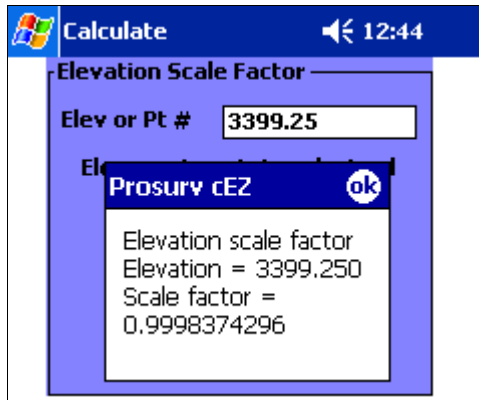 Calculate 12:44
Elevation Scale Factor
Elev or Pt # 3399.25
Prosurv cEZ ok
Elevation scale factor
Elevation = 3399.250
Scale factor =
0.9998374296